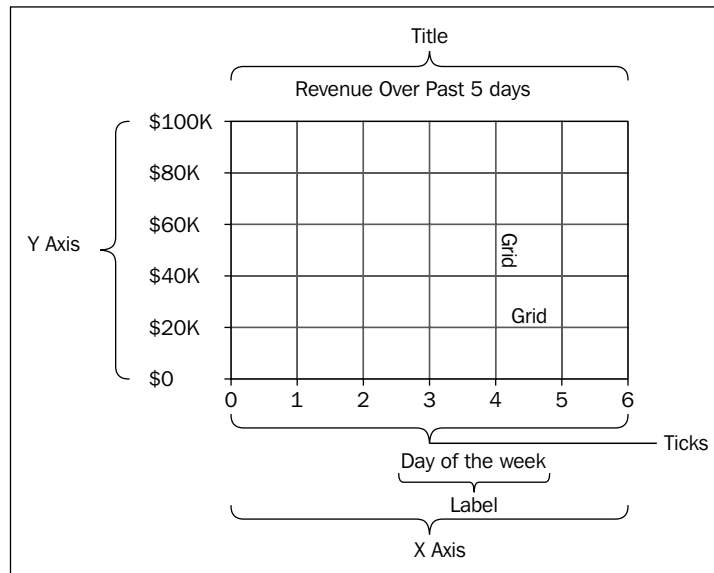 Title
Revenue Over Past 5 days
$100K
$80K
$60K
Y Axis
Grid
$40K
Grid
$20K
$0
0 1 2 3 4 5 6
Ticks
Day of the week
Label
X Axis